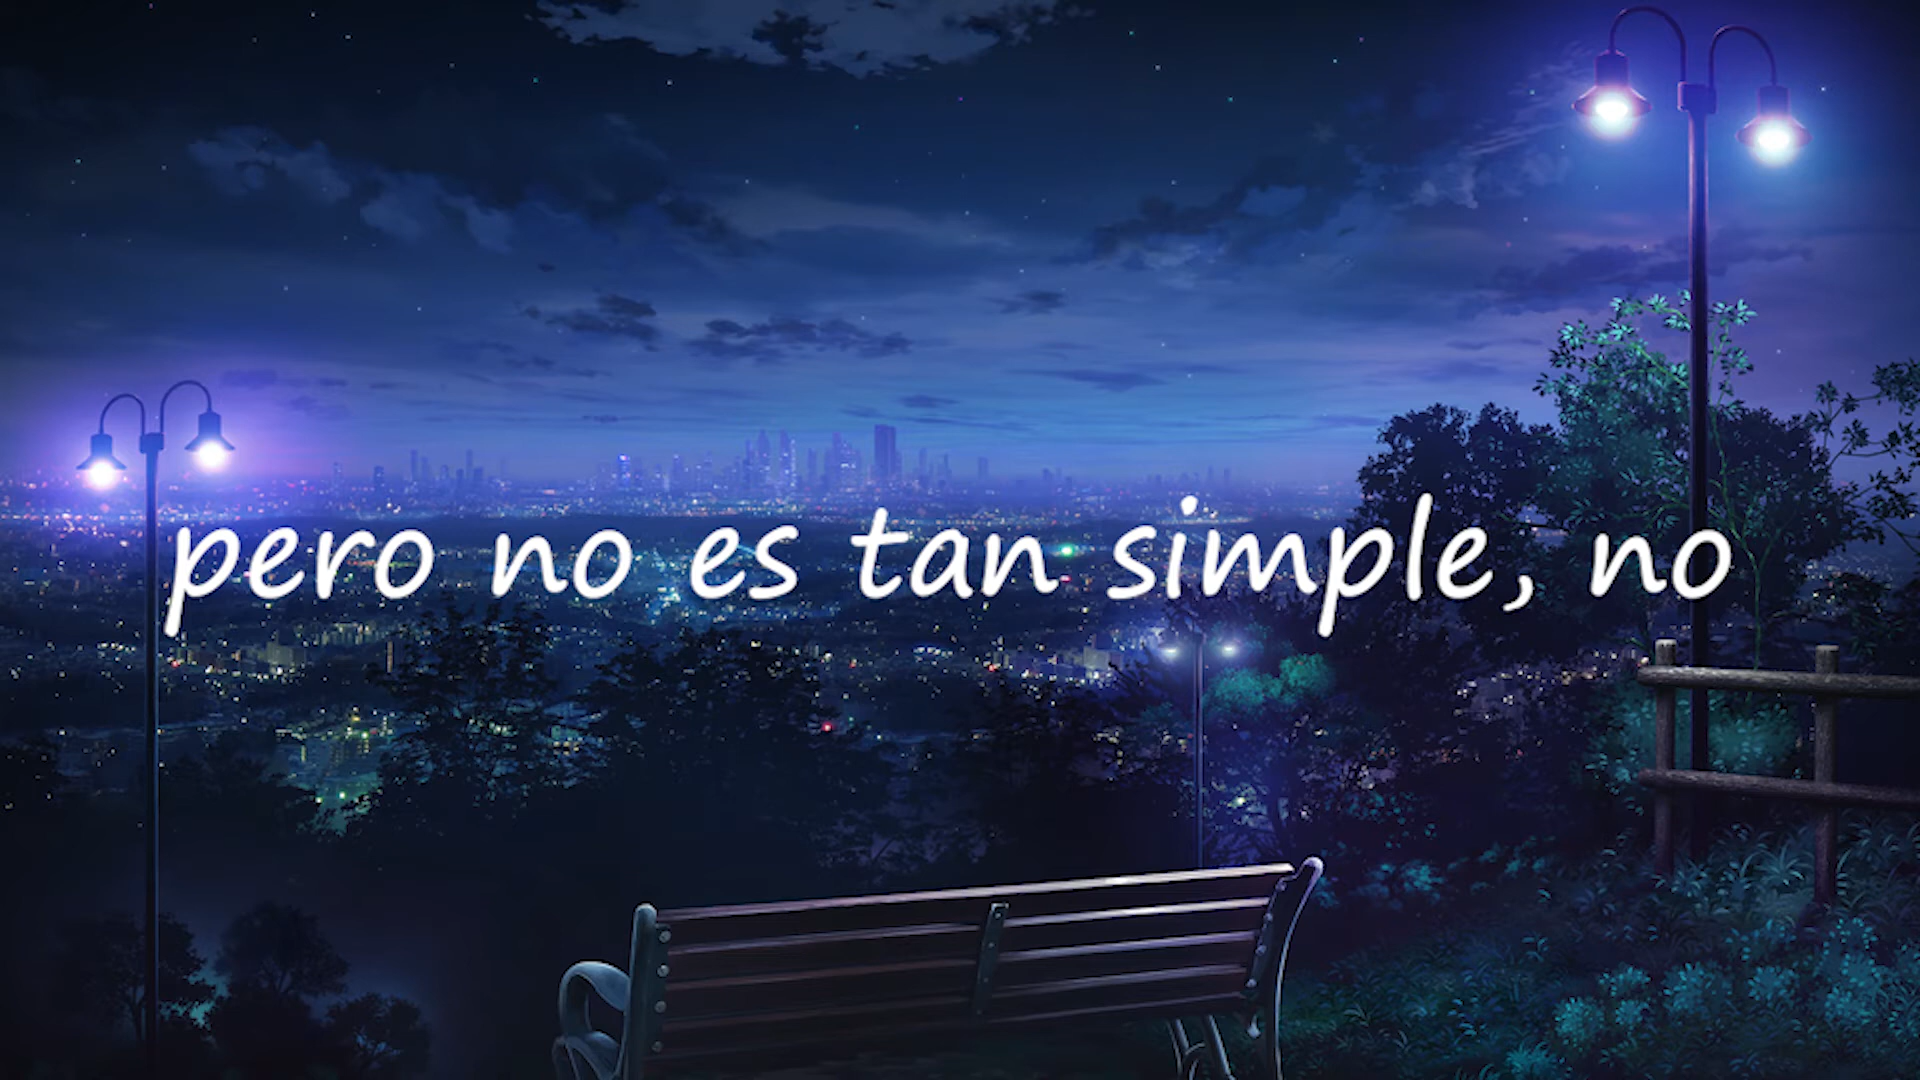 pero no es tan simple, no